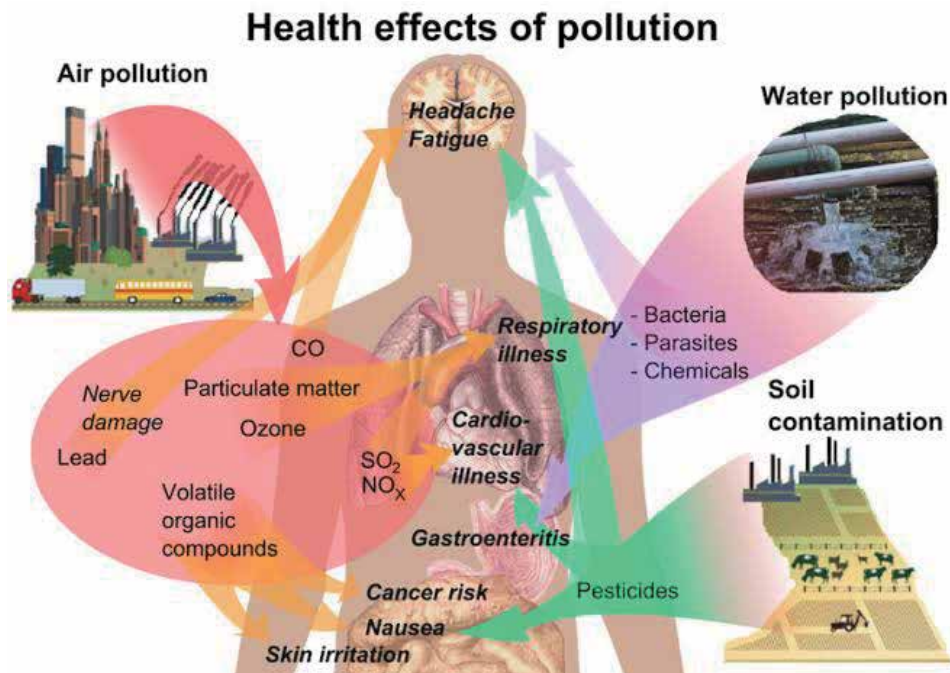 Health effects of pollution
Air pollution
Water pollution
Headache
Fatigue
- Bacteria
- Parasites
- Chemicals
Respiratory
illness
CO
Particulate matter
Nerve
damage
Ozone
Lead
Cardio-
vascular
illness
SO₂
NOₓ
Soil
contamination
Volatile
organic
compounds
Gastroenteritis
Pesticides
Cancer risk
Nausea
Skin irritation